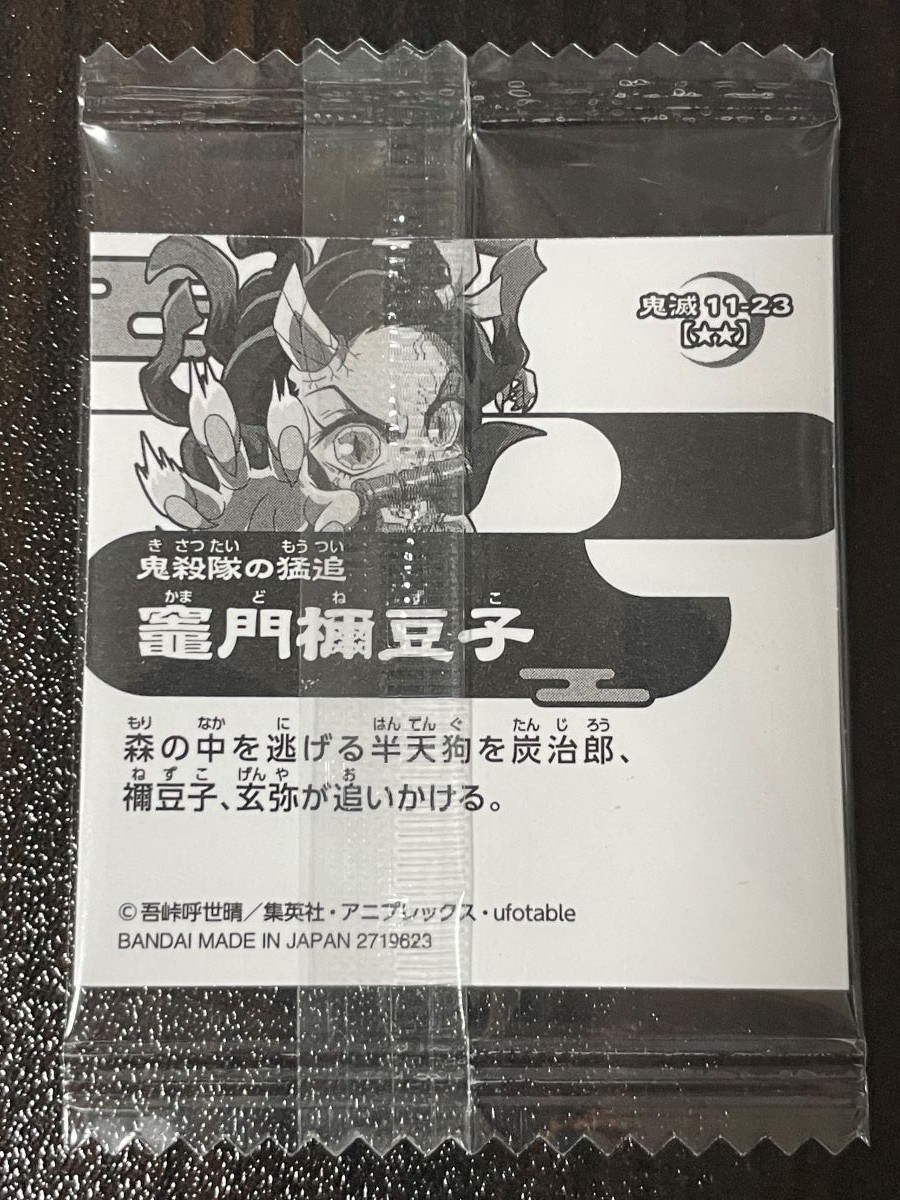 鬼滅 11-23
【★★】
きさつたい もうつい
鬼殺隊の猛追
かまどねずこ
竈門禰豆子
もり なか に はんてんぐ たんじろう
森の中を逃げる半天狗を炭治郎、
ねずこ げんや お
禰豆子、玄弥が追いかける。
©吾峠呼世晴／集英社・アニプレックス・ufotable
BANDAI MADE IN JAPAN 2719623